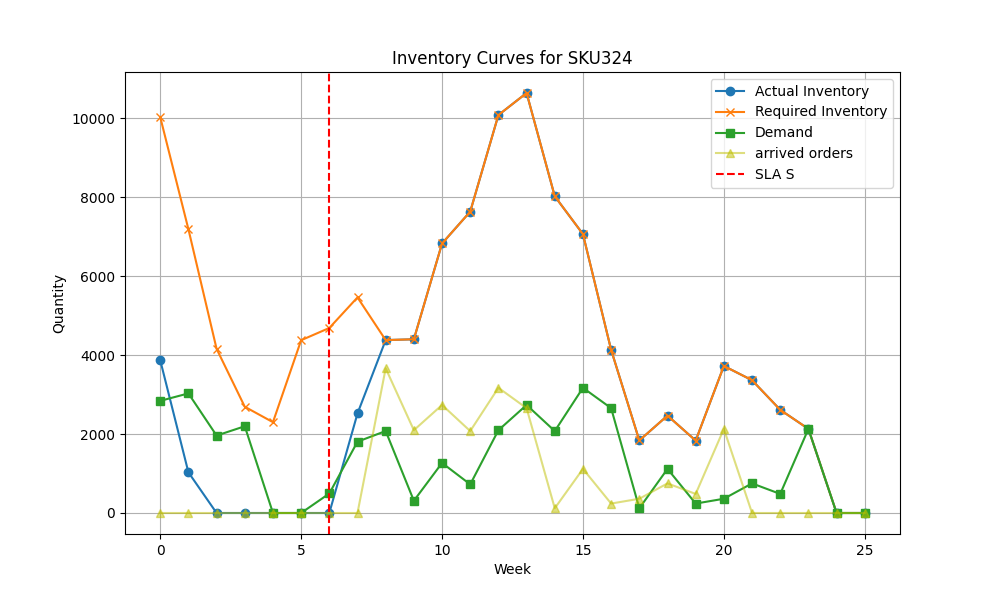 Inventory Curves for SKU324
Actual Inventory
Required Inventory
Demand
arrived orders
SLA S
Quantity
10000
8000
6000
4000
2000
0
0 5 10 15 20 25
Week